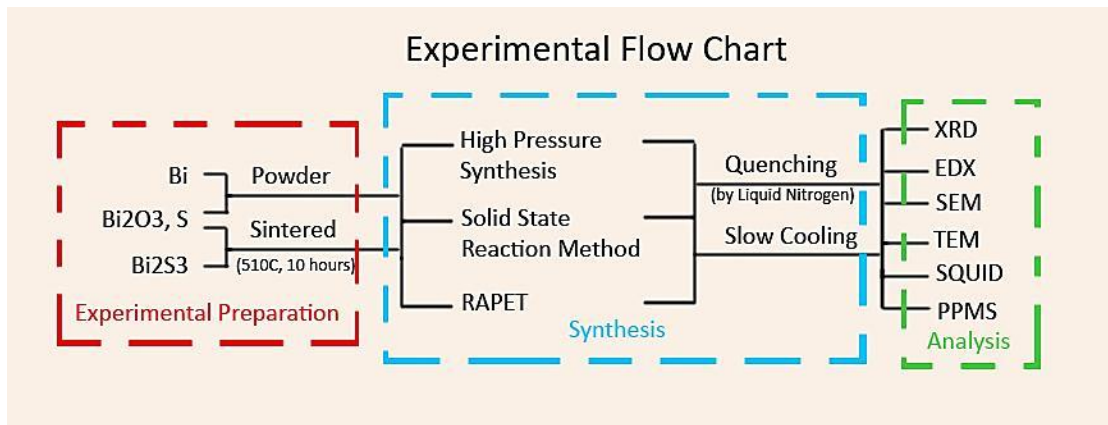 Experimental Flow Chart
Bi
Powder
Bi2O3, S
Sintered
Bi2S3
(510C, 10 hours)
Experimental Preparation
High Pressure
Synthesis
Solid State
Reaction Method
RAPET
Quenching
(by Liquid Nitrogen)
Slow Cooling
Synthesis
XRD
EDX
SEM
TEM
SQUID
PPMS
Analysis